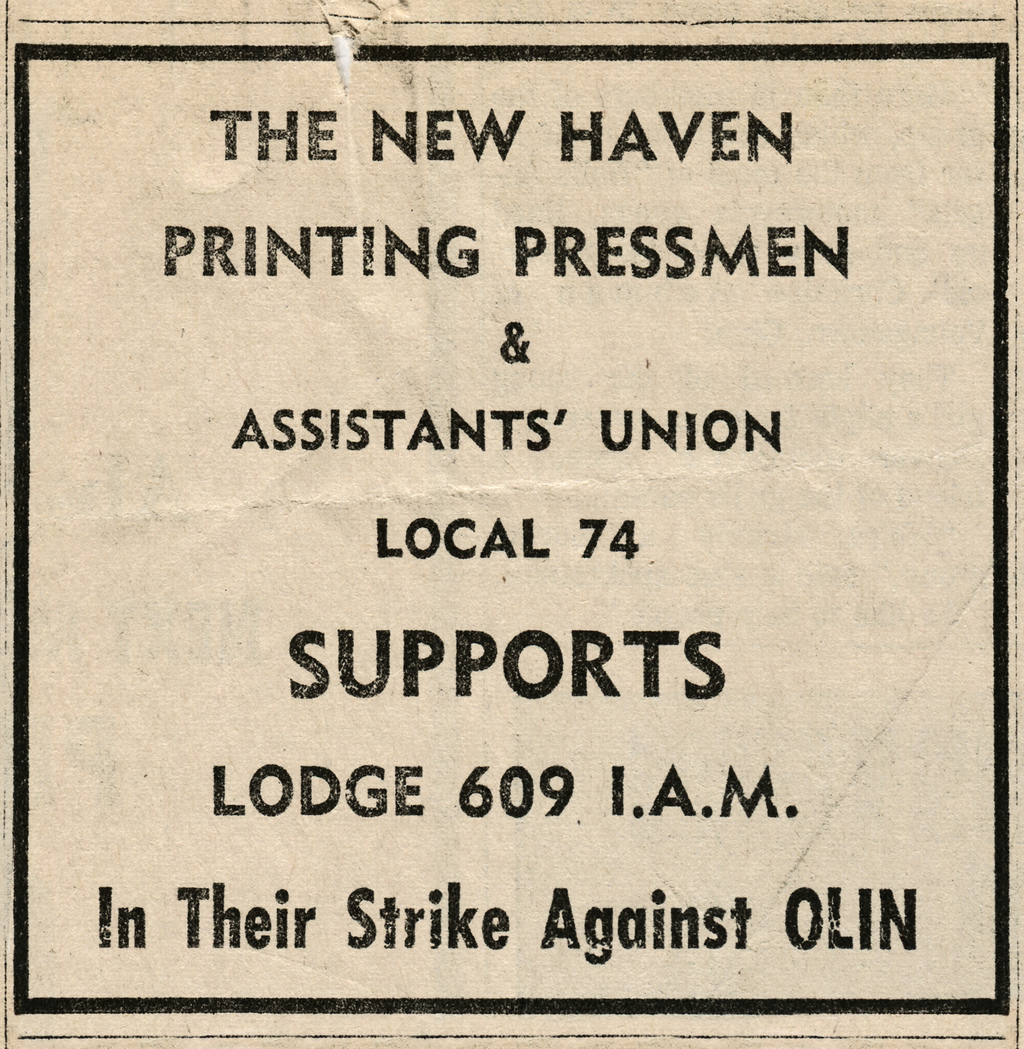 THE NEW HAVEN
PRINTING PRESSMEN
&
ASSISTANTS' UNION
LOCAL 74
SUPPORTS
LODGE 609 I.A.M.
In Their Strike Against OLIN